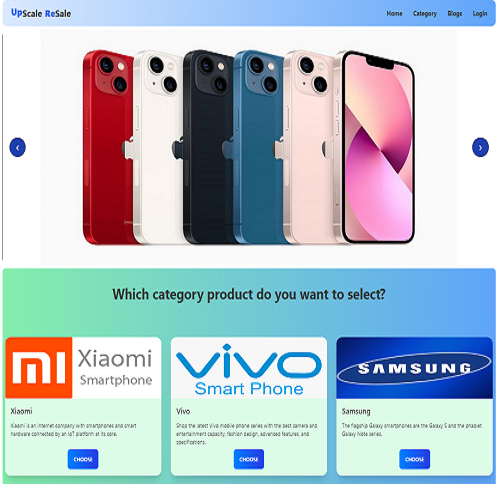 UpScale ReSale
Home Category Blogs Login
Which category product do you want to select?
mi Xiaomi
Smartphone
vivo
Smart Phone
SAMSUNG
Xiaomi
Xiaomi is an internet company with smartphones and smart
hardware connected by an IoT platform at its core.
CHOOSE
Vivo
Shop the latest Vivo mobile phone series with the best camera and
entertainment capacity, fashion design, advanced features, and
specifications.
CHOOSE
Samsung
The flagship Galaxy smartphones are the Galaxy S and the phablet
Galaxy Note series.
CHOOSE